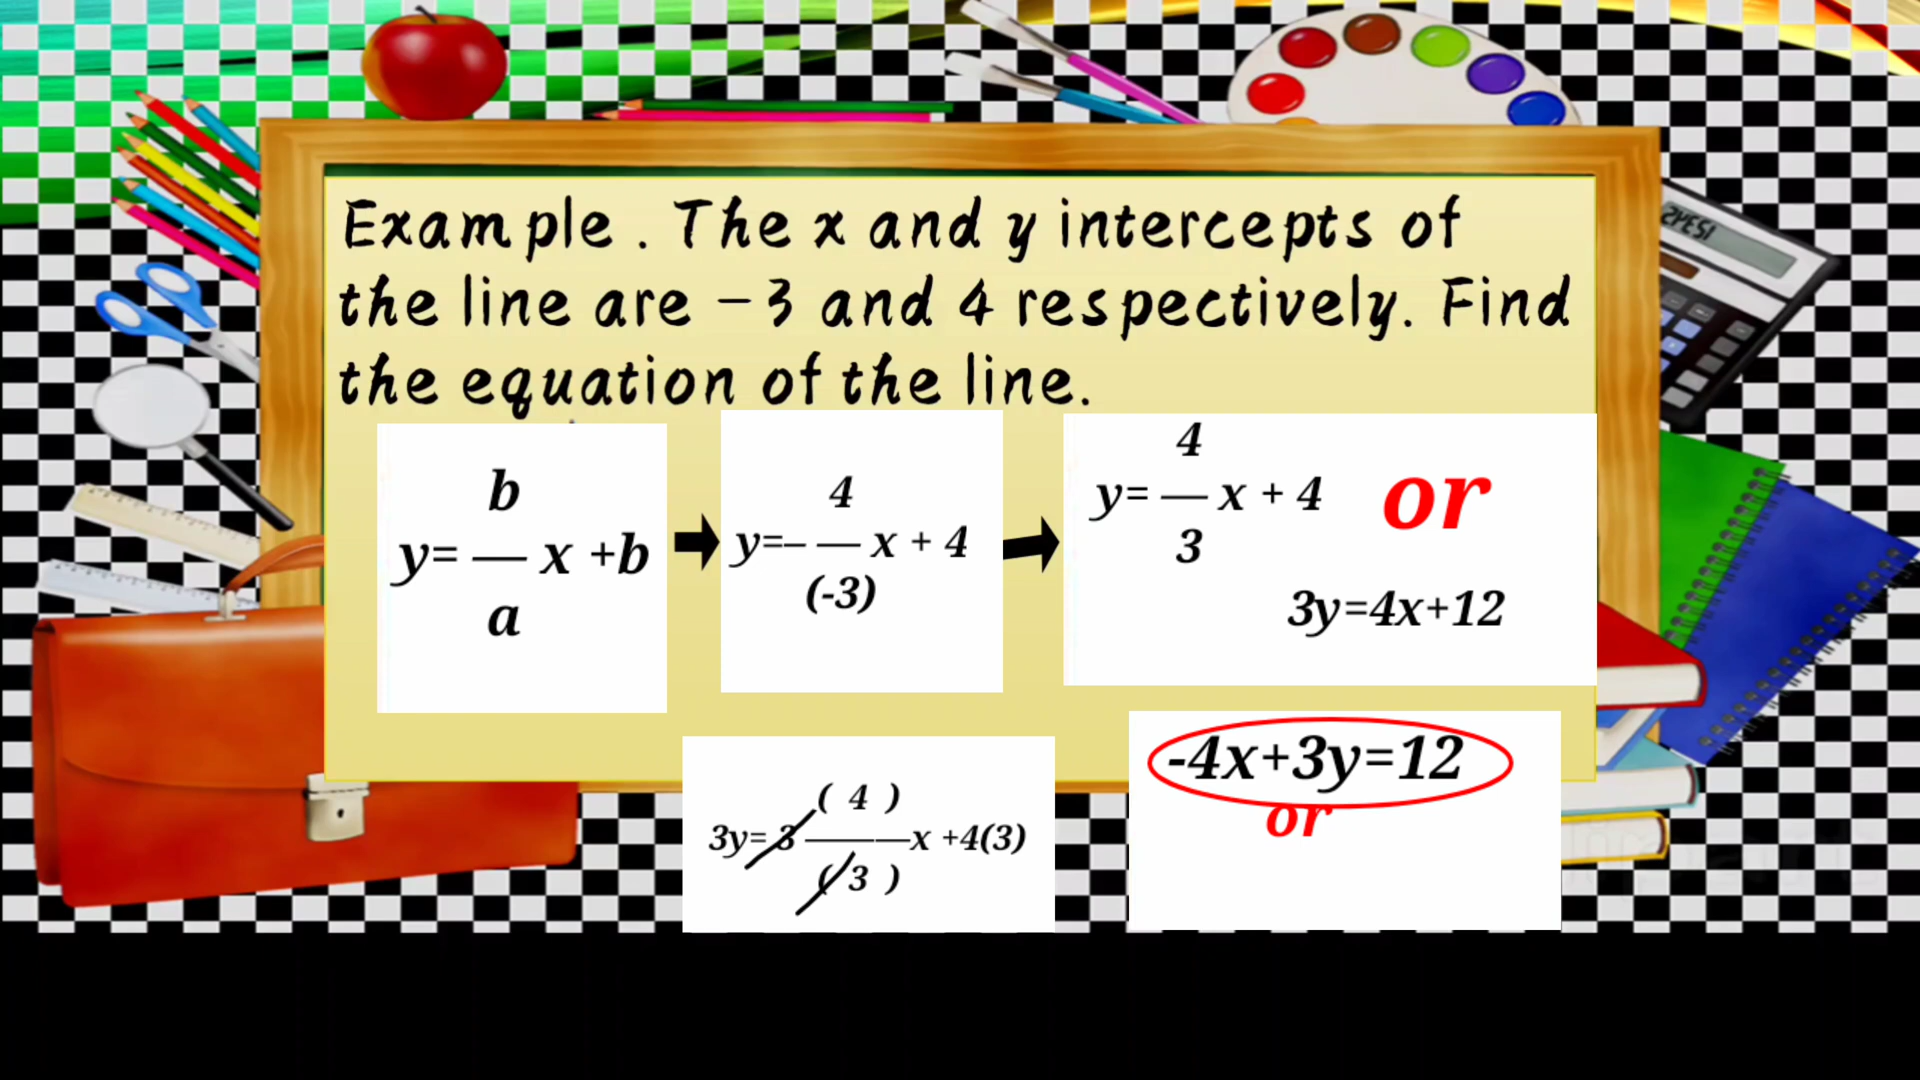 Example . The x and y intercepts of
the line are -3 and 4 respectively. Find
the equation of the line.
b
y= — x +b
a
4
y=– — x + 4
(-3)
4
y= — x + 4
3
or
3y=4x+12
( 4 )
3y= 3 ——— x +4(3)
( 3 )
-4x+3y=12
or
2YES!